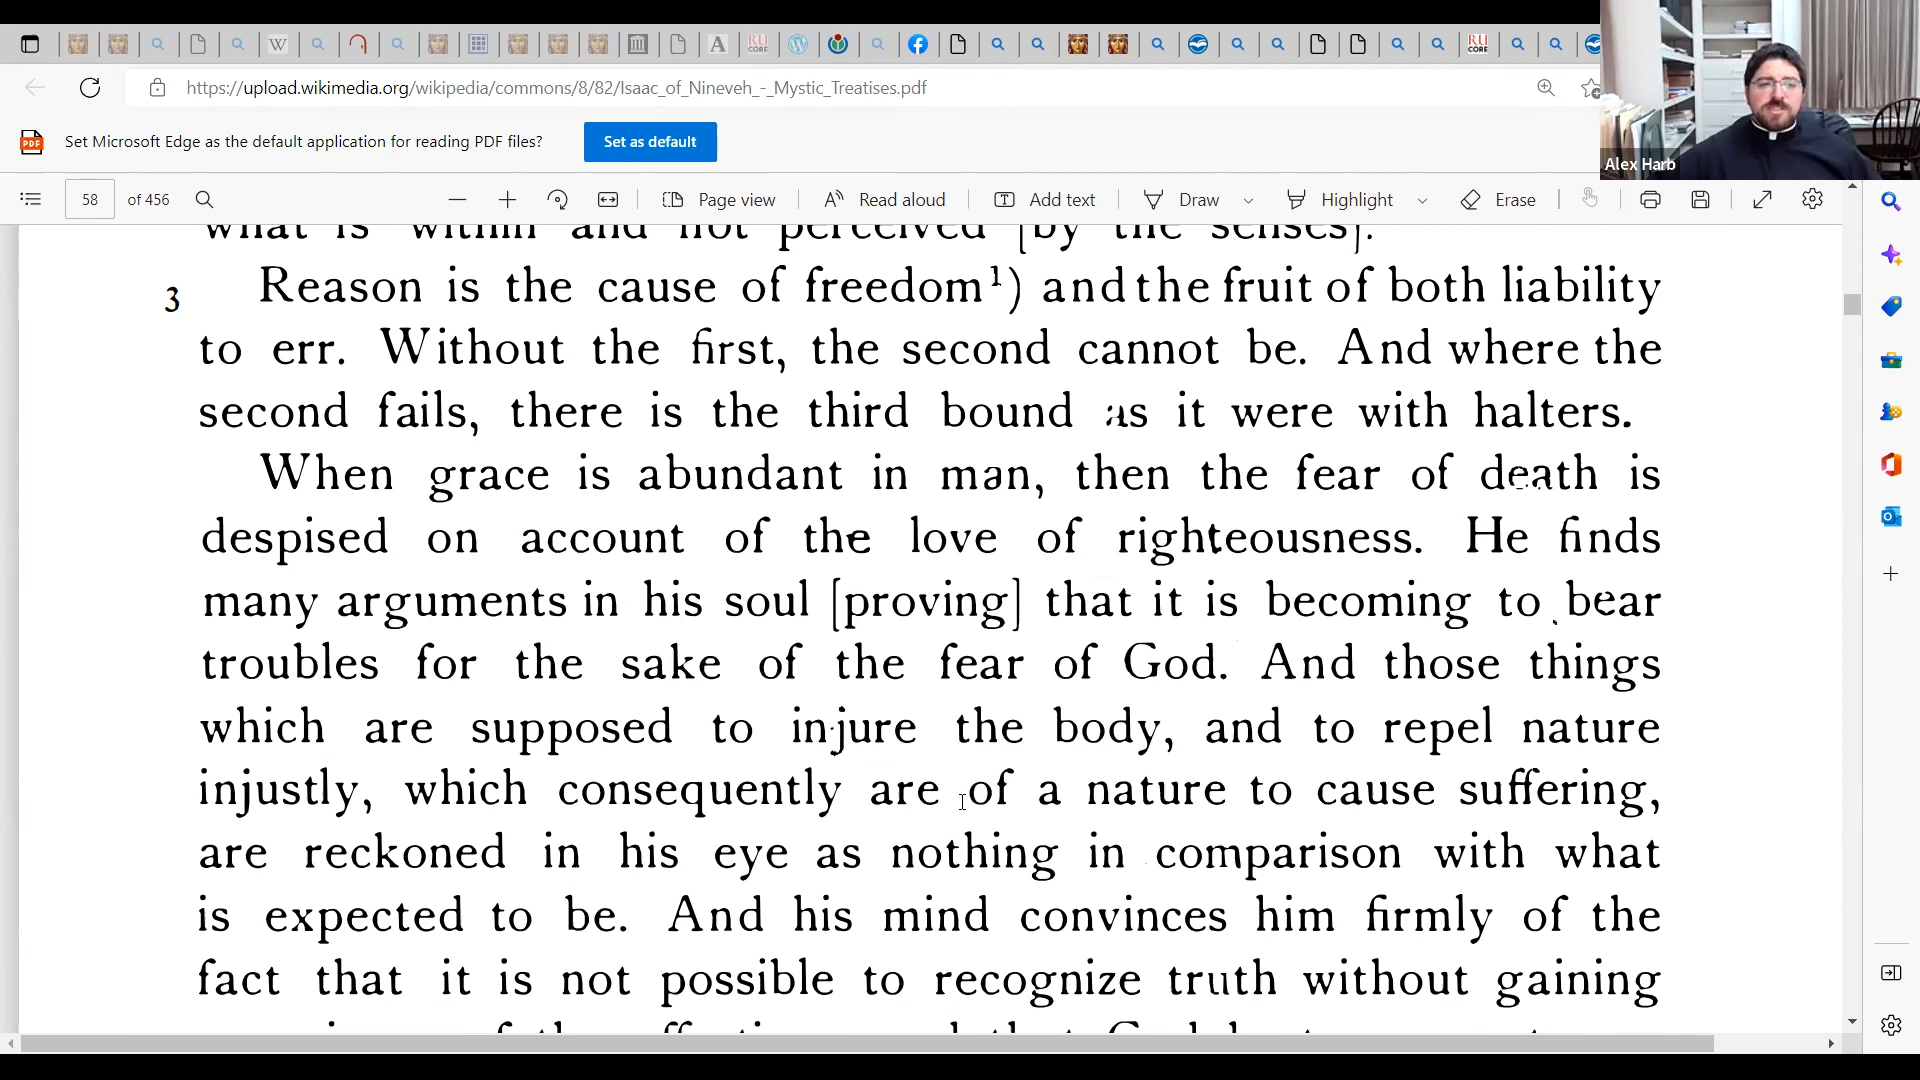 https://upload.wikimedia.org/wikipedia/commons/8/82/Isaac_of_Nineveh_-_Mystic_Treatises.pdf
Set Microsoft Edge as the default application for reading PDF files?
Set as default
Alex Harb
58 of 456
Page view
Read aloud
Add text
Draw
Highlight
Erase
what is within and not perceived [by the senses].
3 Reason is the cause of freedom¹) and the fruit of both liability
to err. Without the first, the second cannot be. And where the
second fails, there is the third bound as it were with halters.
When grace is abundant in man, then the fear of death is
despised on account of the love of righteousness. He finds
many arguments in his soul [proving] that it is becoming to bear
troubles for the sake of the fear of God. And those things
which are supposed to injure the body, and to repel nature
injustly, which consequently are of a nature to cause suffering,
are reckoned in his eye as nothing in comparison with what
is expected to be. And his mind convinces him firmly of the
fact that it is not possible to recognize truth without gaining